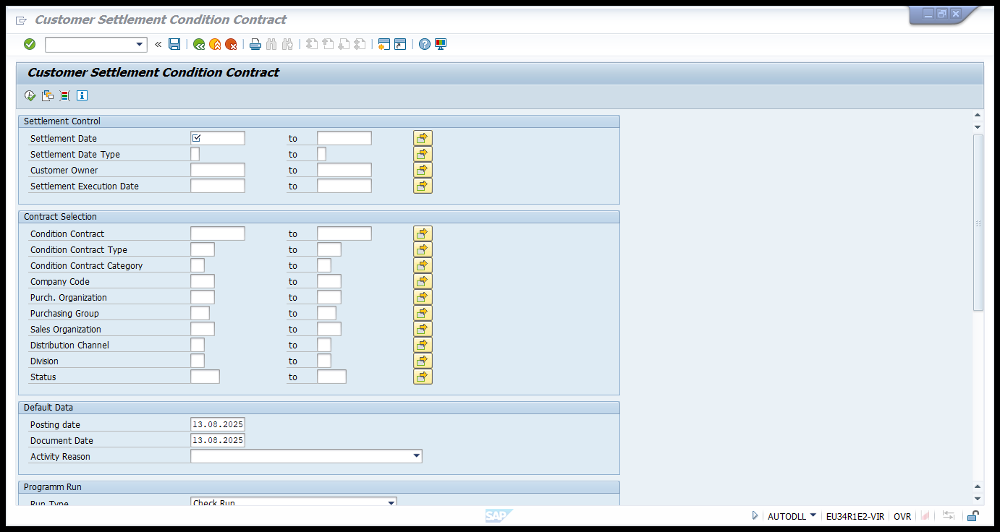 Customer Settlement Condition Contract
Customer Settlement Condition Contract
Settlement Control
Settlement Date to
Settlement Date Type to
Customer Owner to
Settlement Execution Date to
Contract Selection
Condition Contract to
Condition Contract Type to
Condition Contract Category to
Company Code to
Purch. Organization to
Purchasing Group to
Sales Organization to
Distribution Channel to
Division to
Status to
Default Data
Posting date 13.08.2025
Document Date 13.08.2025
Activity Reason
Programm Run
Run Type Check Run
SAP AUTODLL EU34R1E2-VIR OVR